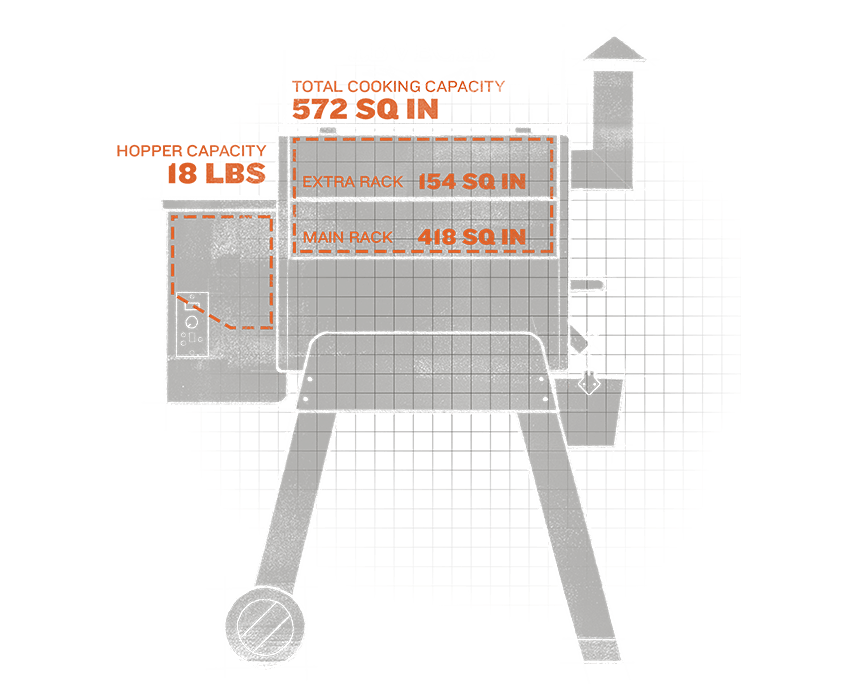 TOTAL COOKING CAPACITY
572 SQ IN
HOPPER CAPACITY
18 LBS
EXTRA RACK 154 SQ IN
MAIN RACK 418 SQ IN